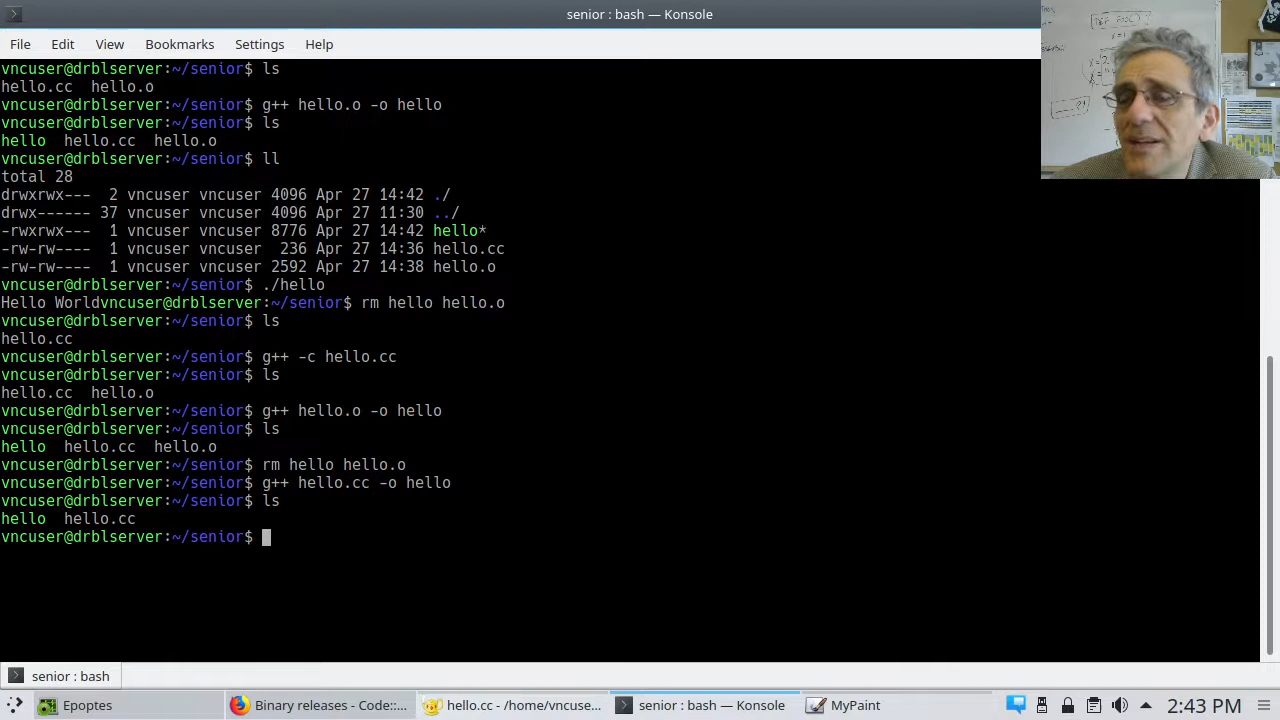 senior : bash — Konsole
File Edit View Bookmarks Settings Help
vncuser@drblserver:~/senior$ ls
hello.cc  hello.o
vncuser@drblserver:~/senior$ g++ hello.o -o hello
vncuser@drblserver:~/senior$ ls
hello  hello.cc  hello.o
vncuser@drblserver:~/senior$ ll
total 28
drwxrwx---  2 vncuser vncuser 4096 Apr 27 14:42 ./
drwx------ 37 vncuser vncuser 4096 Apr 27 11:30 ../
-rwxrwx---  1 vncuser vncuser 8776 Apr 27 14:42 hello*
-rw-rw----  1 vncuser vncuser  236 Apr 27 14:36 hello.cc
-rw-rw----  1 vncuser vncuser 2592 Apr 27 14:38 hello.o
vncuser@drblserver:~/senior$ ./hello
Hello Worldvncuser@drblserver:~/senior$ rm hello hello.o
vncuser@drblserver:~/senior$ ls
hello.cc
vncuser@drblserver:~/senior$ g++ -c hello.cc
vncuser@drblserver:~/senior$ ls
hello.cc  hello.o
vncuser@drblserver:~/senior$ g++ hello.o -o hello
vncuser@drblserver:~/senior$ ls
hello  hello.cc  hello.o
vncuser@drblserver:~/senior$ rm hello hello.o
vncuser@drblserver:~/senior$ g++ hello.cc -o hello
vncuser@drblserver:~/senior$ ls
hello  hello.cc
vncuser@drblserver:~/senior$
senior : bash
Epoptes
Binary releases - Code::...
hello.cc - /home/vncuse...
senior : bash — Konsole
MyPaint
2:43 PM